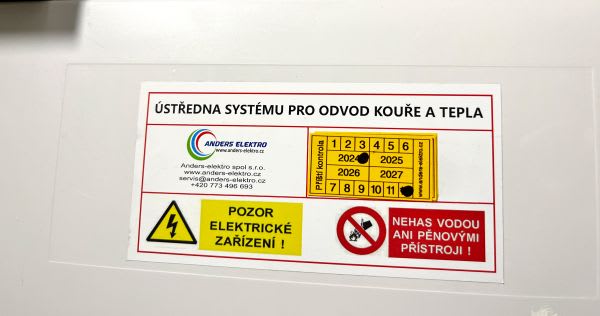 ÚSTŘEDNA SYSTÉMU PRO ODVOD KOUŘE A TEPLA
ANDERS ELEKTRO
www.anders-elektro.cz
Anders-elektro spol s.r.o.
www.anders-elektro.cz
servis@anders-elektro.cz
+420 773 496 693
Příští kontrola
1 2 3 4 5 6
2024 2025
2026 2027
7 8 9 10 11
www.anders-elektro.cz
POZOR
ELEKTRICKÉ
ZAŘÍZENÍ !
NEHAS VODOU
ANI PĚNOVÝMI
PŘÍSTROJI !